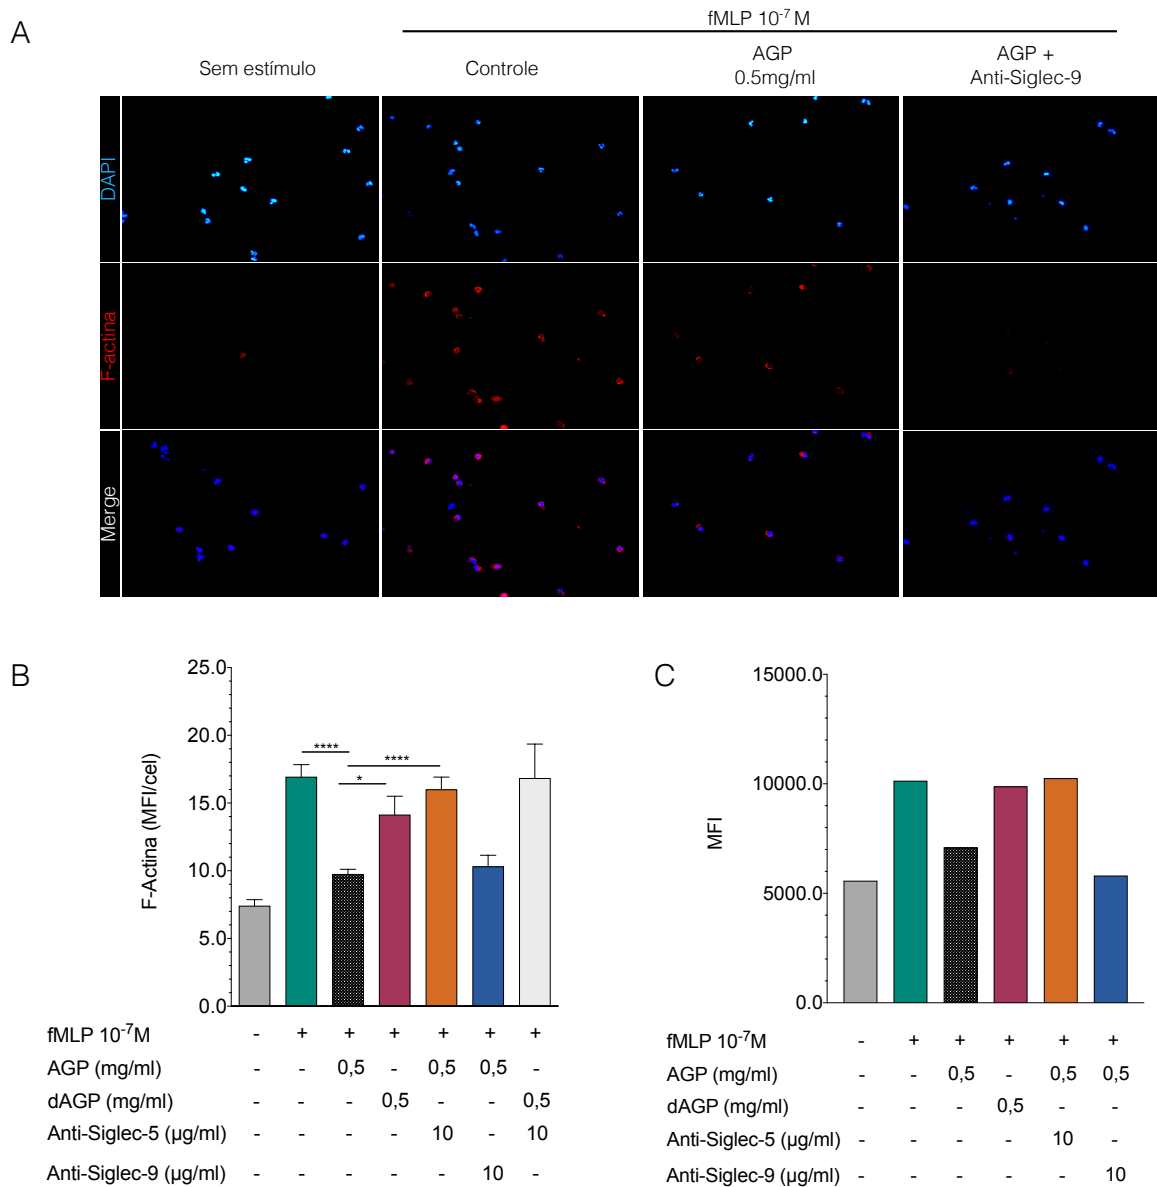 A
fMLP 10⁻⁷ M
Sem estímulo
Controle
AGP
0.5mg/ml
AGP +
Anti-Siglec-9
DAPI
F-actina
Merge
B
F-Actina (MFI/cel)
25.0
20.0
15.0
10.0
5.0
0.0
****
****
*
fMLP 10⁻⁷M - + + + + + +
AGP (mg/ml) - - 0,5 - 0,5 0,5 -
dAGP (mg/ml) - - - 0,5 - - 0,5
Anti-Siglec-5 (µg/ml) - - - - 10 - 10
Anti-Siglec-9 (µg/ml) - - - - - 10 -
C
MFI
15000.0
10000.0
5000.0
0.0
fMLP 10⁻⁷M - + + + + +
AGP (mg/ml) - - 0,5 - 0,5 0,5
dAGP (mg/ml) - - - 0,5 - -
Anti-Siglec-5 (µg/ml) - - - - 10 -
Anti-Siglec-9 (µg/ml) - - - - - 10